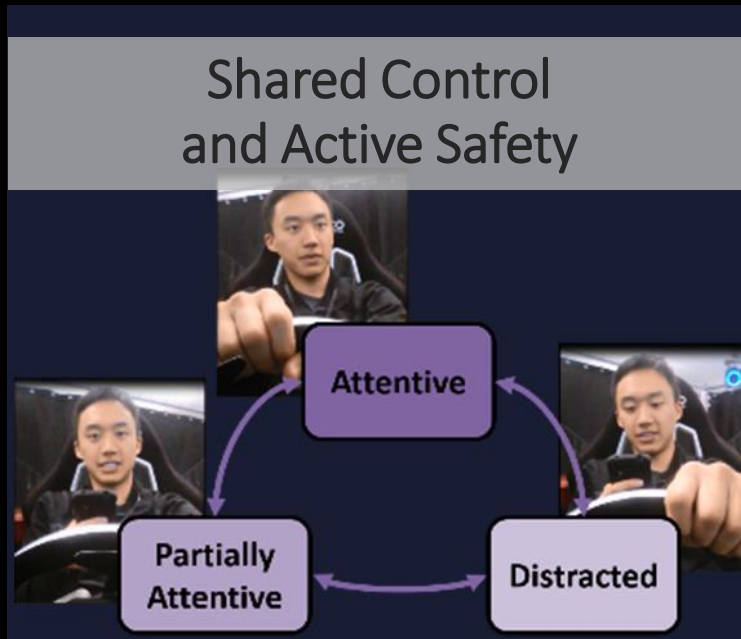 Shared Control
and Active Safety
Attentive
Partially
Attentive
Distracted